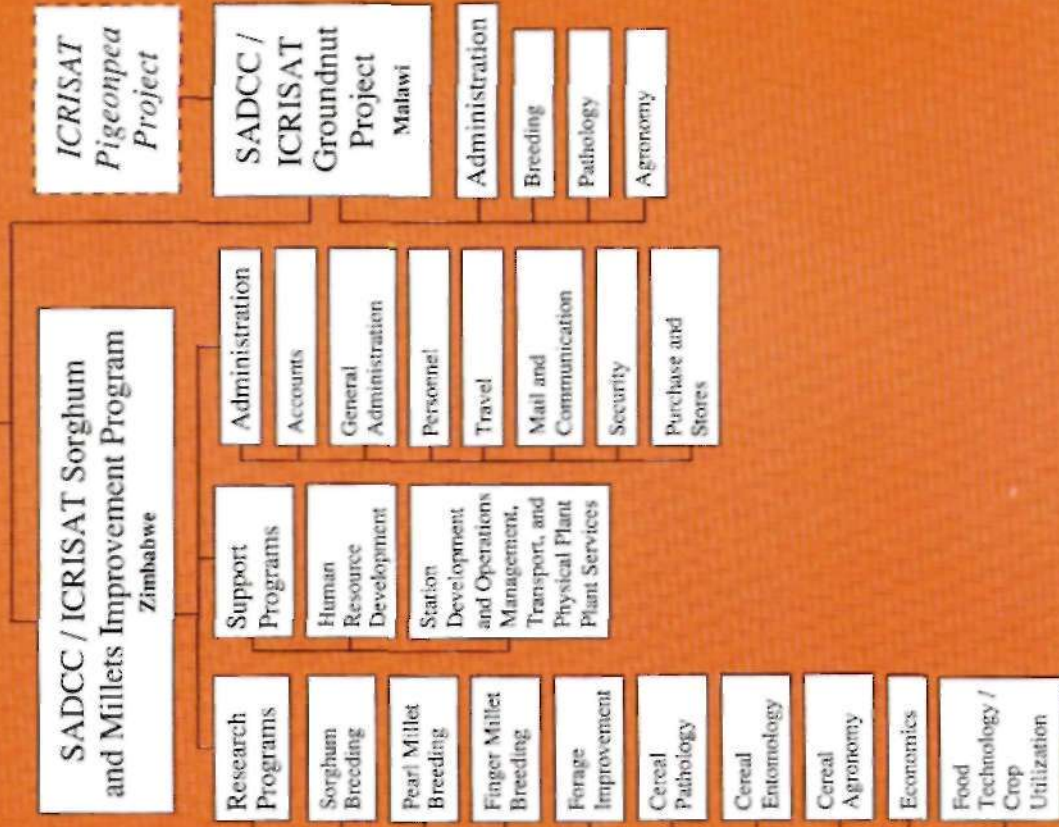 SADCC / ICRISAT Sorghum
and Millets Improvement Program
Zimbabwe
Research
Programs
Sorghum
Breeding
Pearl Millet
Breeding
Finger Millet
Breeding
Forage
Improvement
Cereal
Pathology
Cereal
Entomology
Cereal
Agronomy
Economics
Food
Technology /
Crop
Utilization
Support
Programs
Human
Resource
Development
Station
Development
and Operations
Management,
Transport, and
Physical Plant
Plant Services
Administration
Accounts
General
Administration
Personnel
Travel
Mail and
Communication
Security
Purchase and
Stores
ICRISAT
Pigeonpea
Project
SADCC /
ICRISAT
Groundnut
Project
Malawi
Administration
Breeding
Pathology
Agronomy